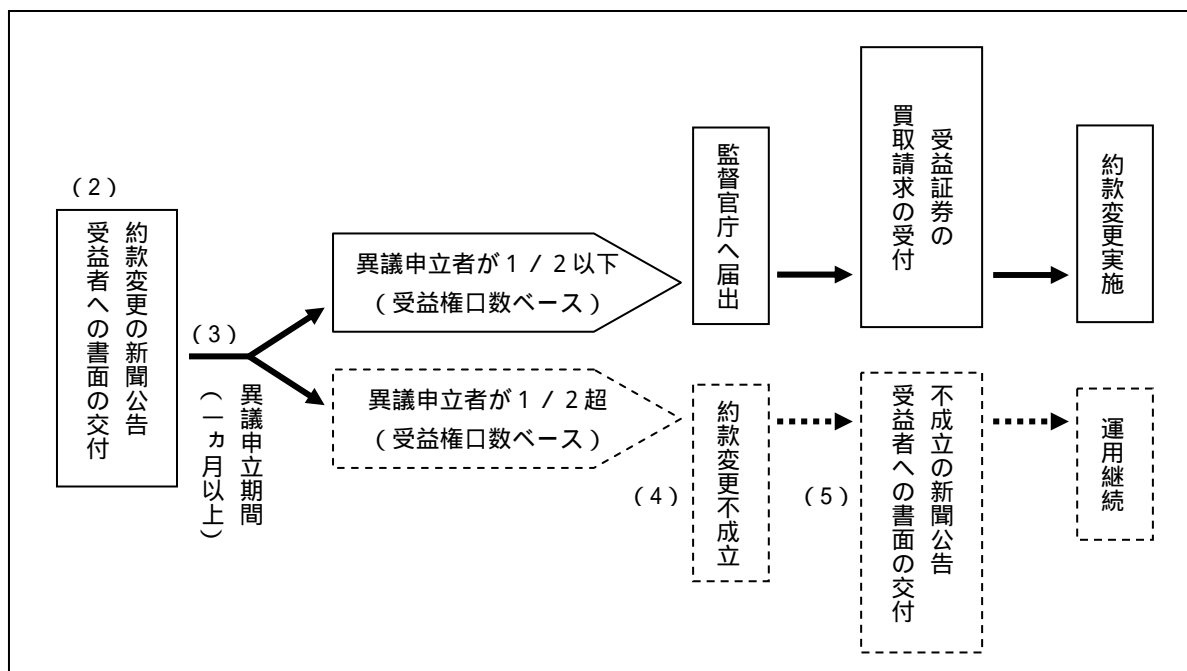 (2)
約款変更の新聞公告
受益者への書面の交付
(3)
異議申立期間
(一ヵ月以上)
異議申立者が1/2以下
(受益権口数ベース)
監督官庁へ届出
受益証券の
買取請求の受付
約款変更実施
異議申立者が1/2超
(受益権口数ベース)
(4)
約款変更不成立
(5)
不成立の新聞公告
受益者への書面の交付
運用継続